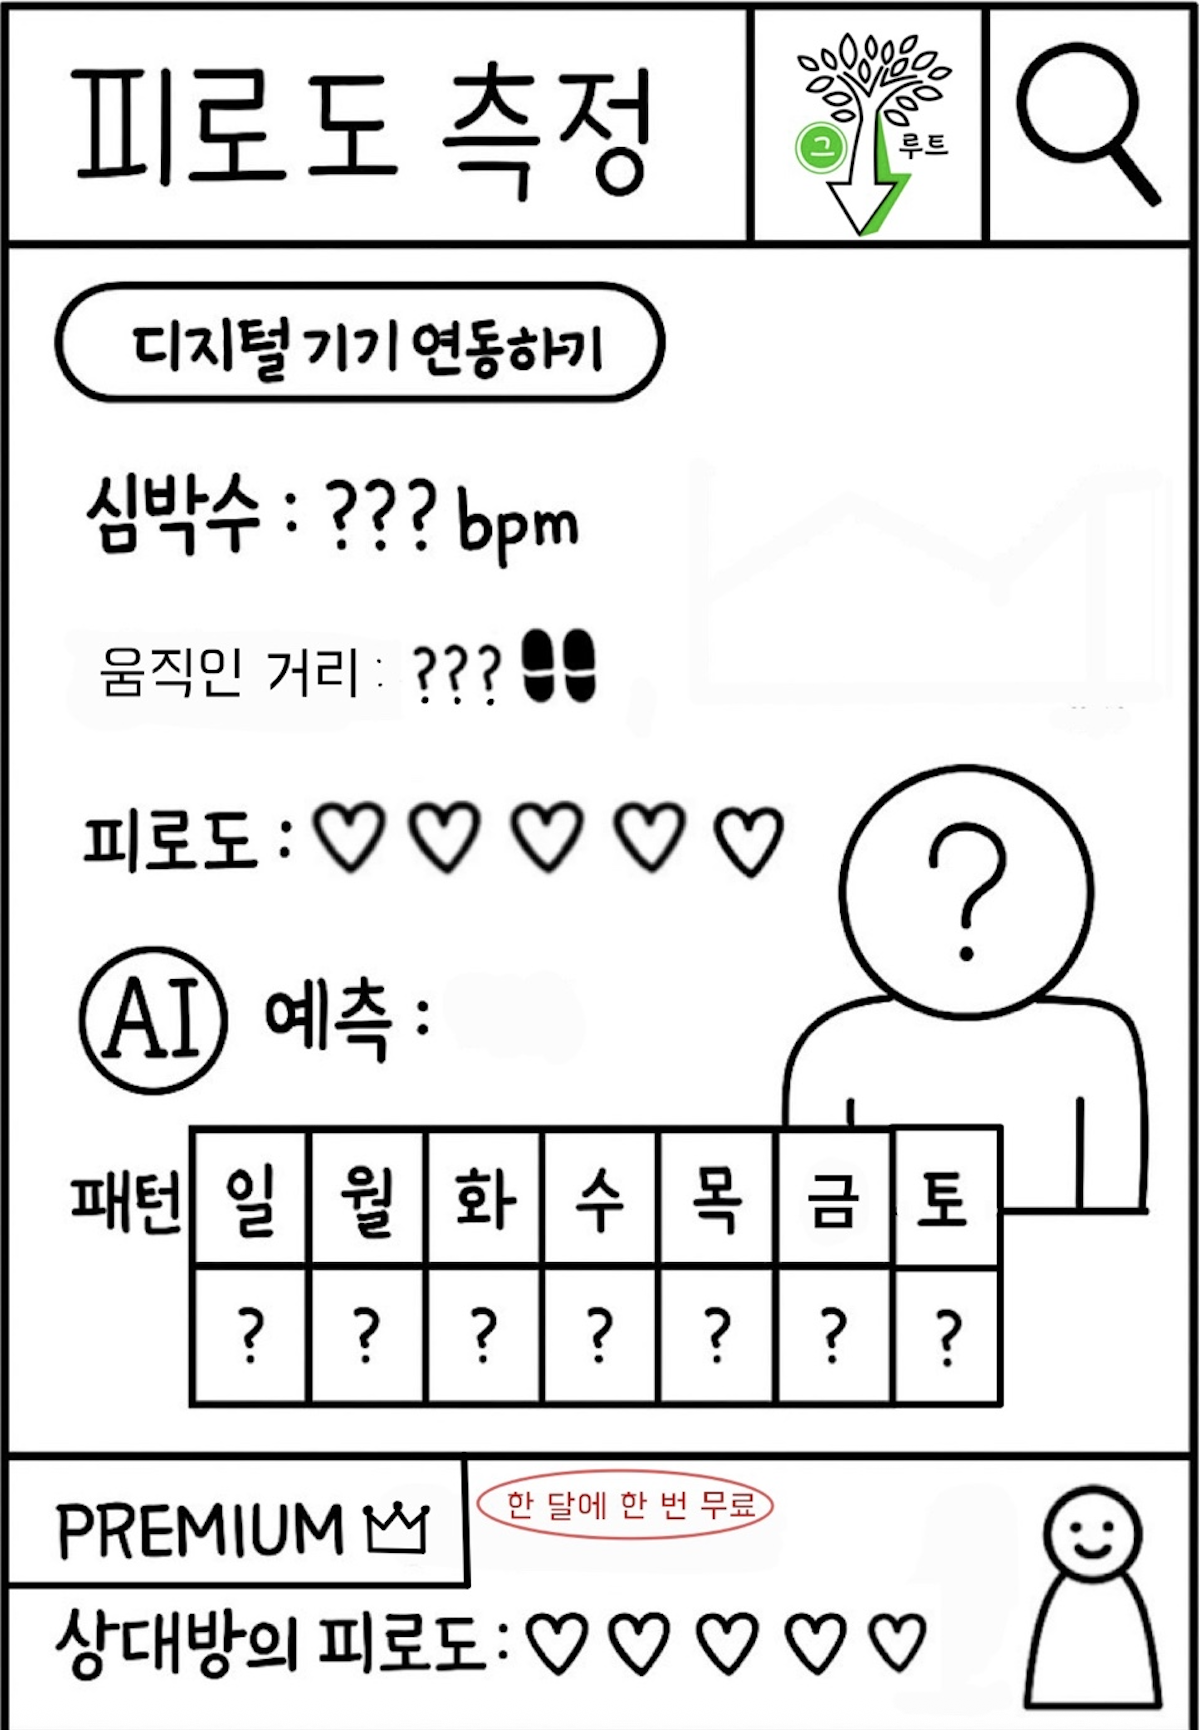 피로도 측정
그
루트
디지털 기기 연동하기
심박수 : ??? bpm
움직인 거리 : ???
피로도 :
?
AI 예측 :
패턴 일 월 화 수 목 금 토
? ? ? ? ? ? ?
PREMIUM
한 달에 한 번 무료
상대방의 피로도 :